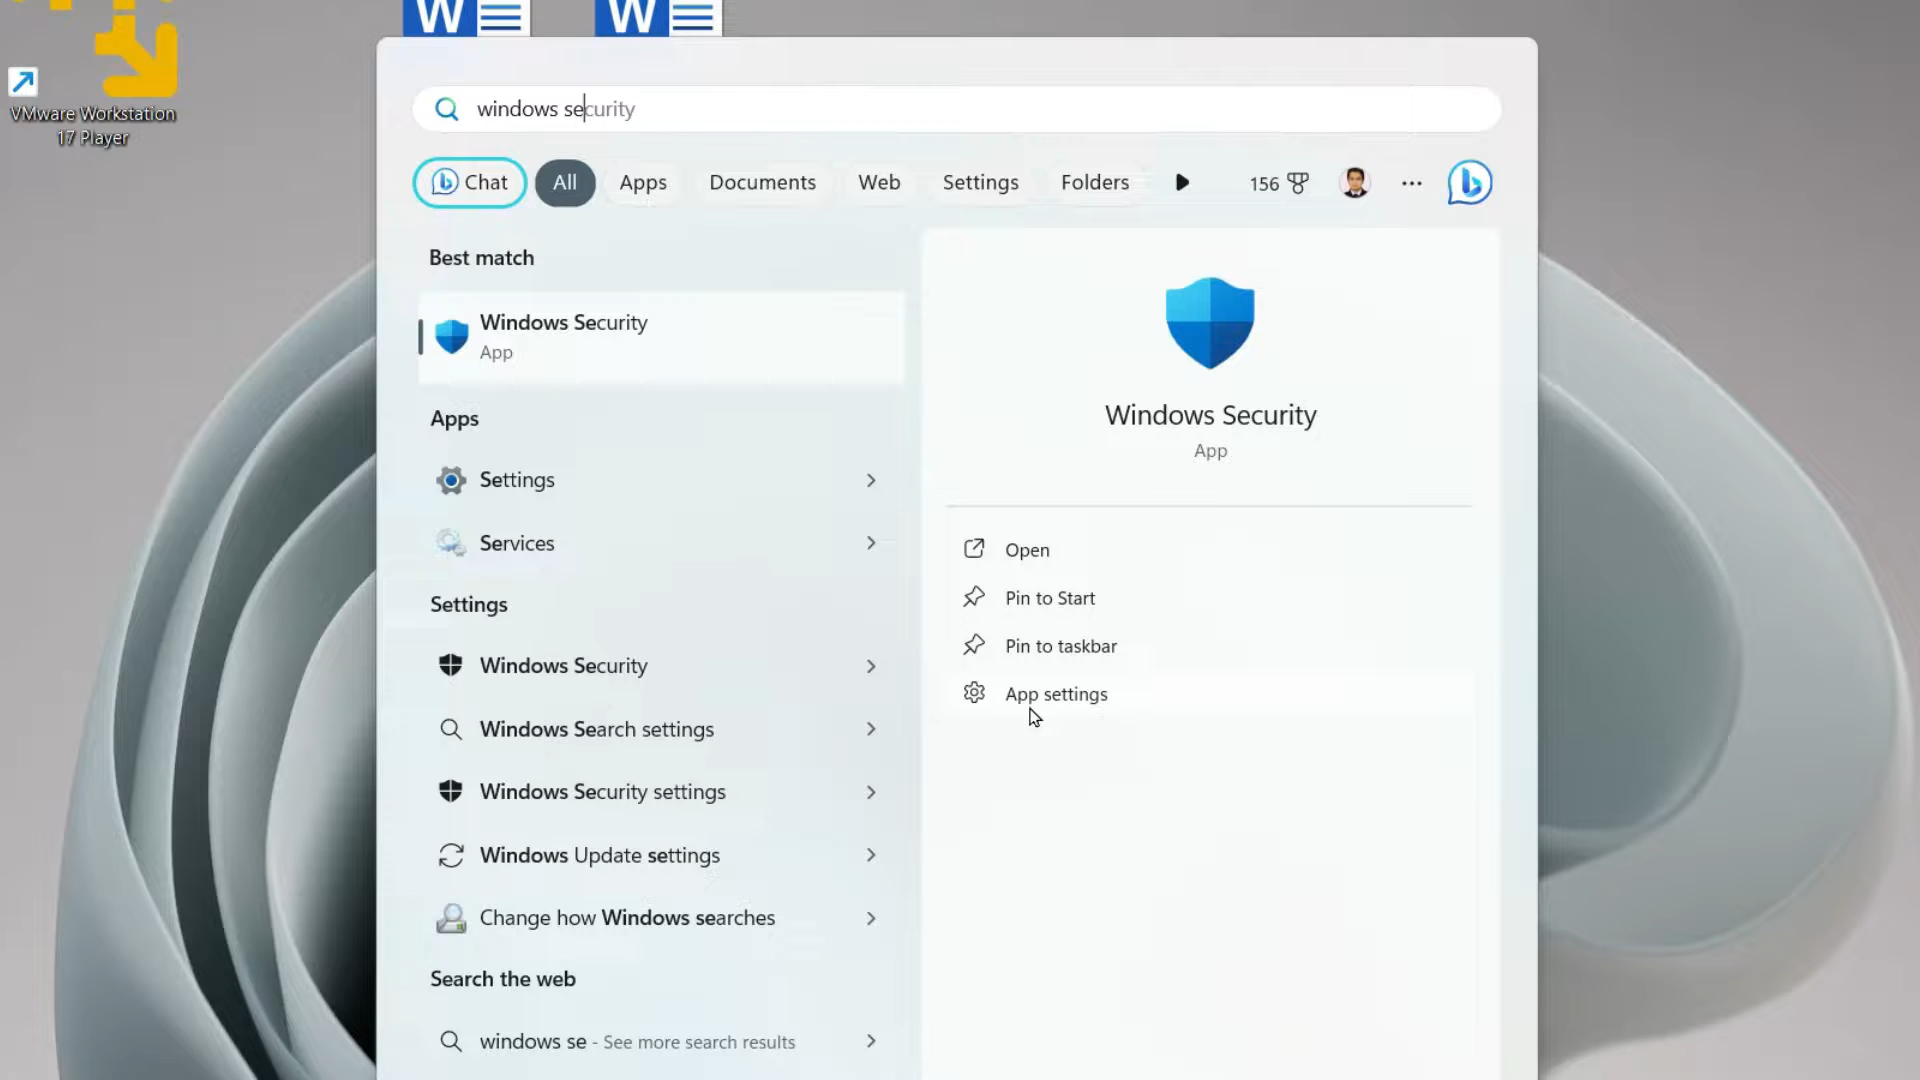 W
W
VMware Workstation
17 Player
windows security
Chat
All
Apps
Documents
Web
Settings
Folders
156
Best match
Windows Security
App
Apps
Settings
Services
Settings
Windows Security
Windows Search settings
Windows Security settings
Windows Update settings
Change how Windows searches
Search the web
windows se - See more search results
Windows Security
App
Open
Pin to Start
Pin to taskbar
App settings